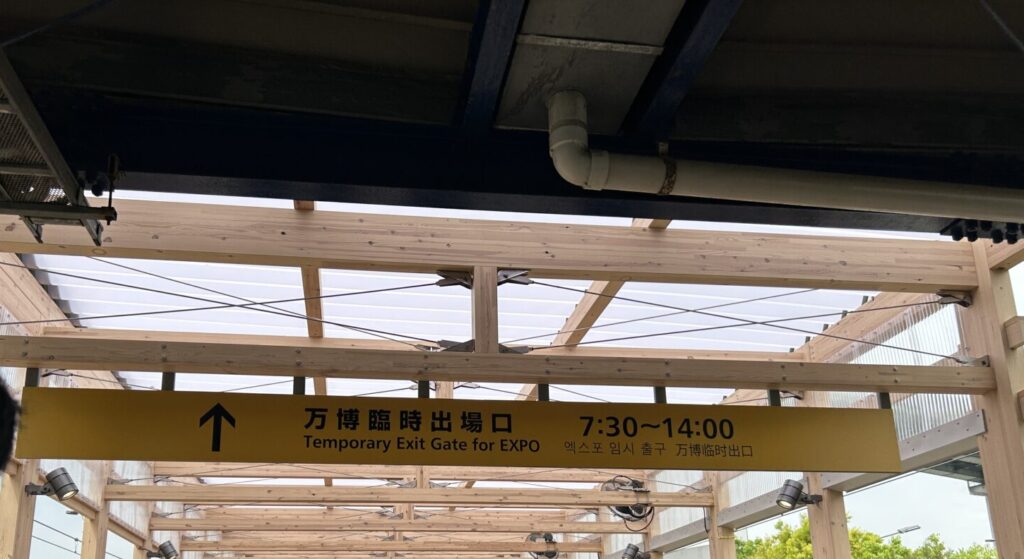 ↑ 万博臨時出場口 7:30～14:00
Temporary Exit Gate for EXPO 엑스포 임시 출구 万博临时出口